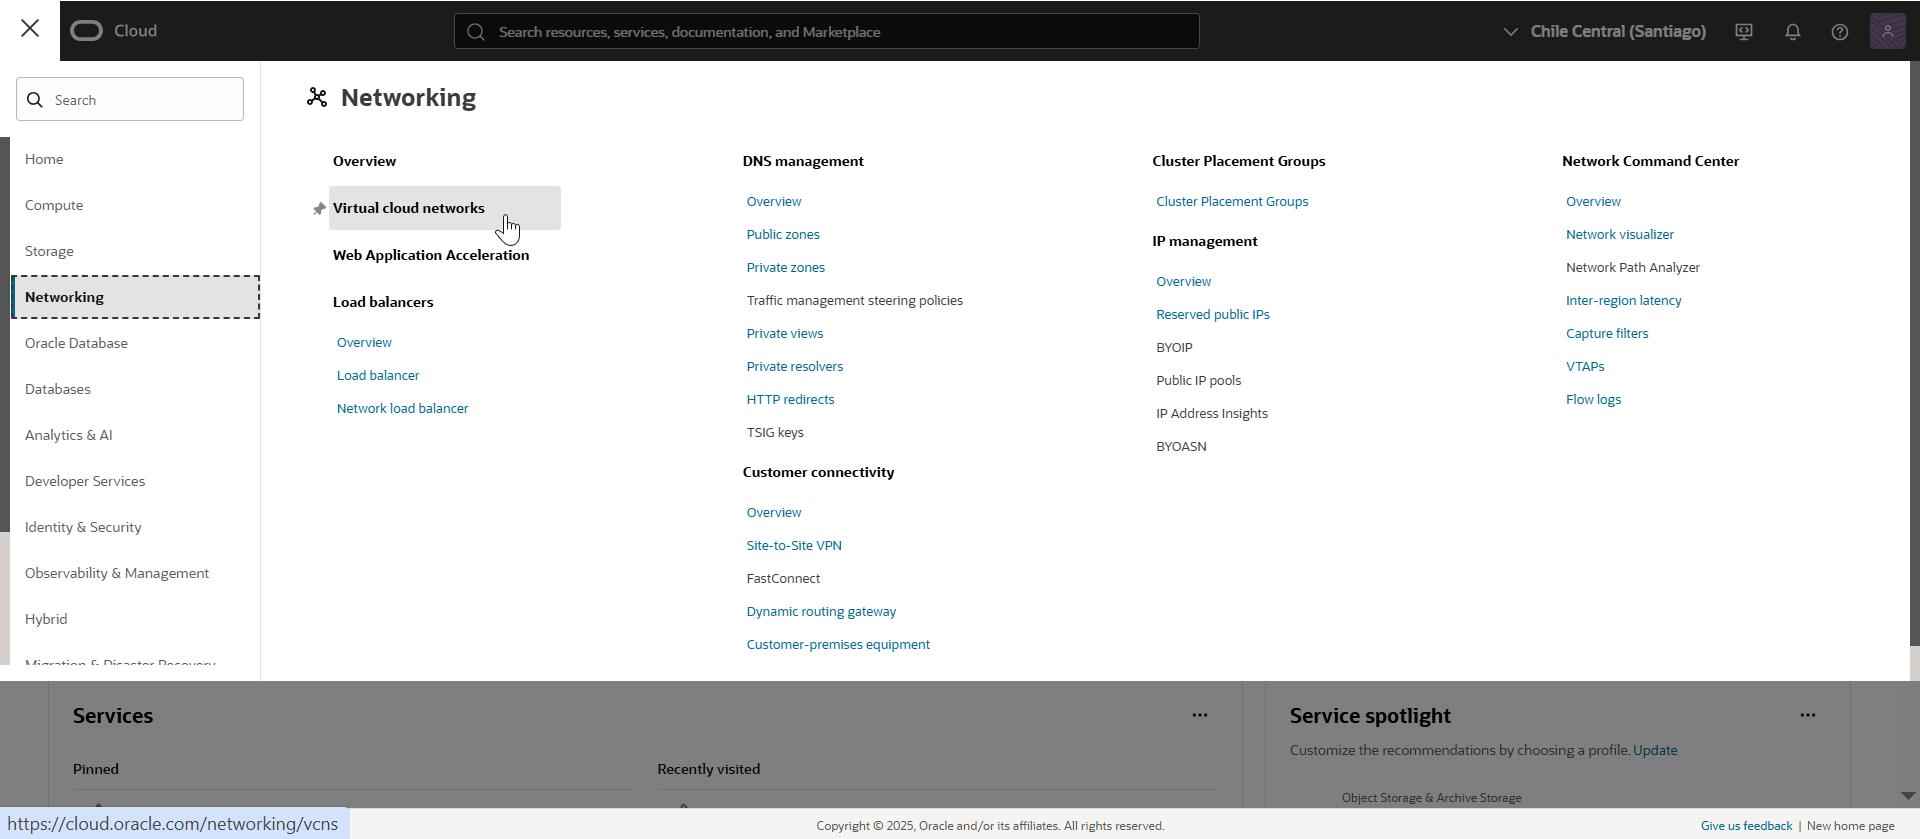 Cloud
Search resources, services, documentation, and Marketplace
Chile Central (Santiago)
Search
Home
Compute
Storage
Networking
Oracle Database
Databases
Analytics & AI
Developer Services
Identity & Security
Observability & Management
Hybrid
Migration & Disaster Recovery
Networking
Overview
Virtual cloud networks
Web Application Acceleration
Load balancers
Overview
Load balancer
Network load balancer
DNS management
Overview
Public zones
Private zones
Traffic management steering policies
Private views
Private resolvers
HTTP redirects
TSIG keys
Customer connectivity
Overview
Site-to-Site VPN
FastConnect
Dynamic routing gateway
Customer-premises equipment
Cluster Placement Groups
Cluster Placement Groups
IP management
Overview
Reserved public IPs
BYOIP
Public IP pools
IP Address Insights
BYOASN
Network Command Center
Overview
Network visualizer
Network Path Analyzer
Inter-region latency
Capture filters
VTAPs
Flow logs
Services
Pinned
Recently visited
Service spotlight
Customize the recommendations by choosing a profile. Update
Object Storage & Archive Storage
https://cloud.oracle.com/networking/vcns
Copyright © 2025, Oracle and/or its affiliates. All rights reserved.
Give us feedback | New home page